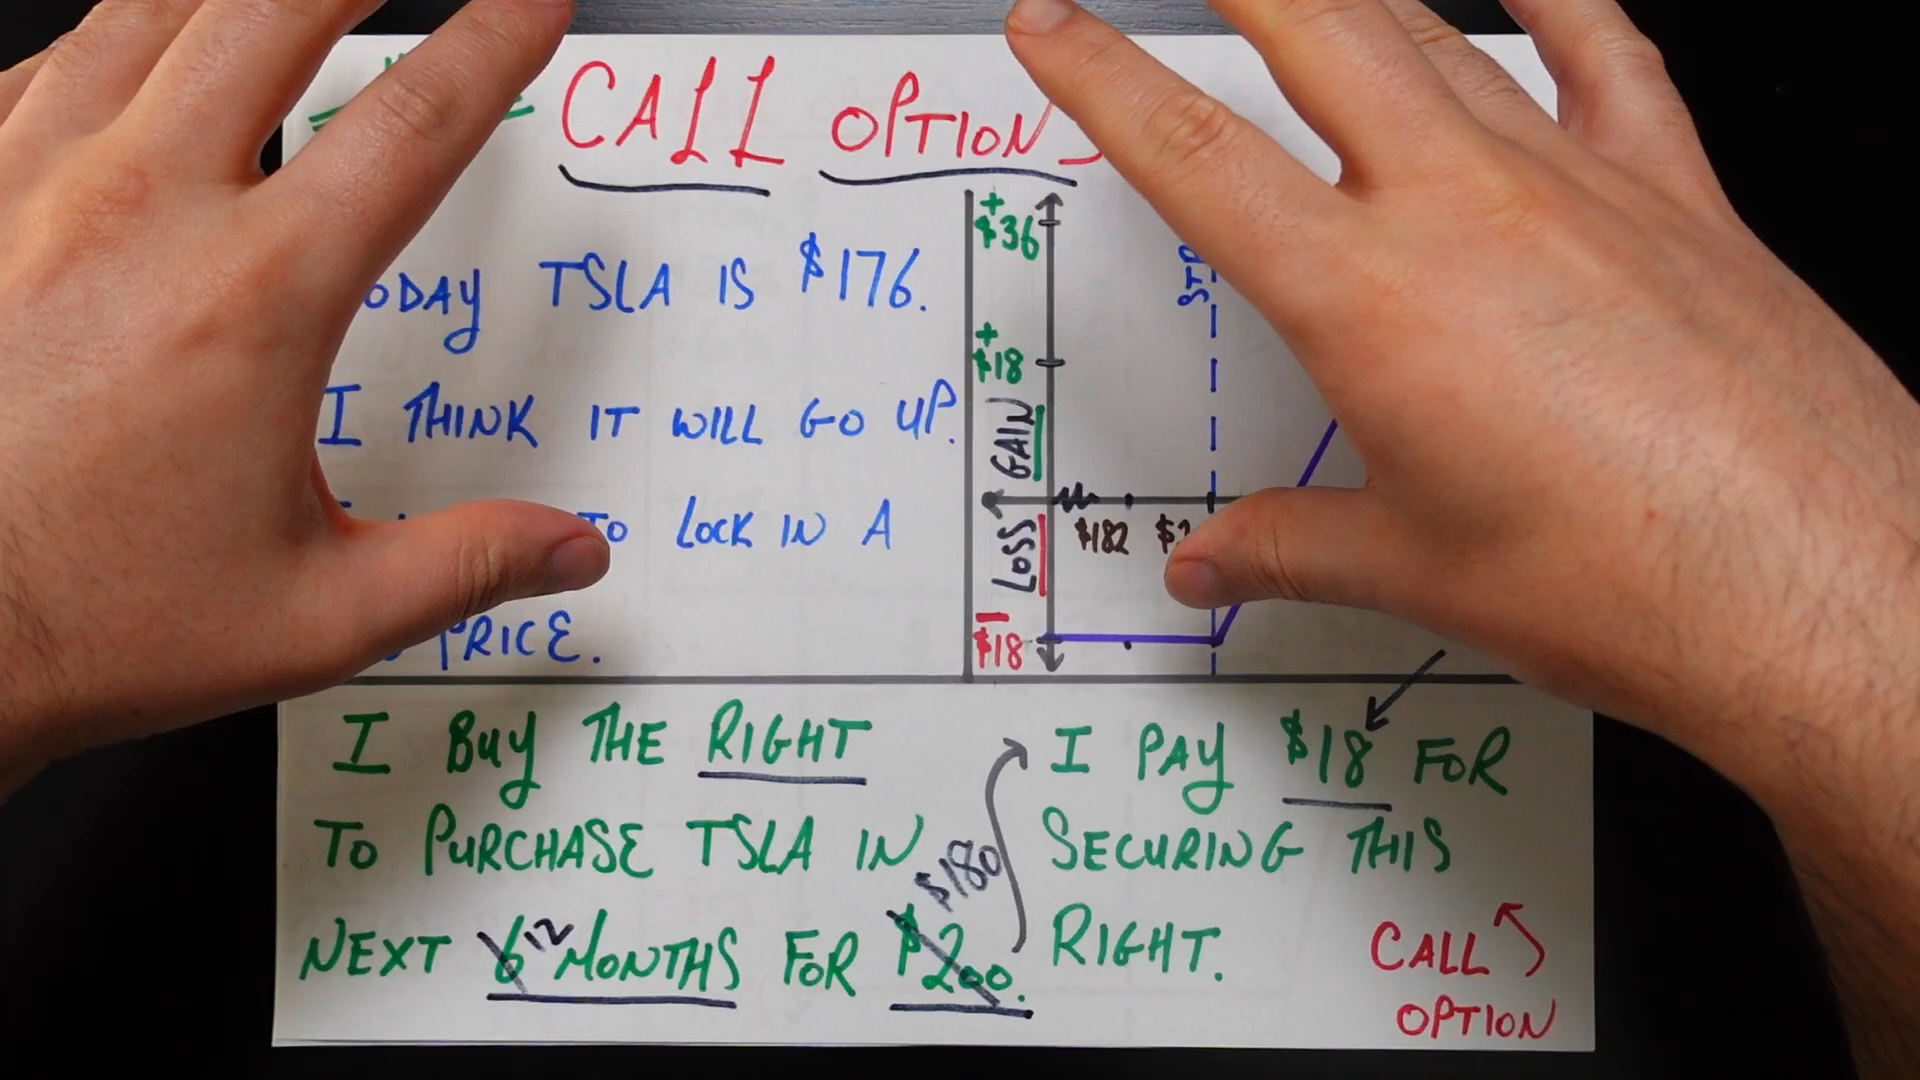 CALL OPTION
TODAY TSLA IS $176.
I THINK IT WILL GO UP.
TO LOCK IN A
PRICE.
+
$36
+
$18
GAIN
LOSS
$182
-
$18
I BUY THE RIGHT
TO PURCHASE TSLA IN
$180
NEXT 6 12 MONTHS FOR $200.
I PAY $18 FOR
SECURING THIS
RIGHT.
CALL
OPTION